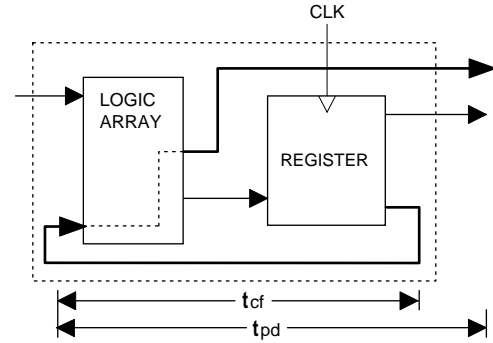 CLK
LOGIC
ARRAY
REGISTER
tcf
tpd